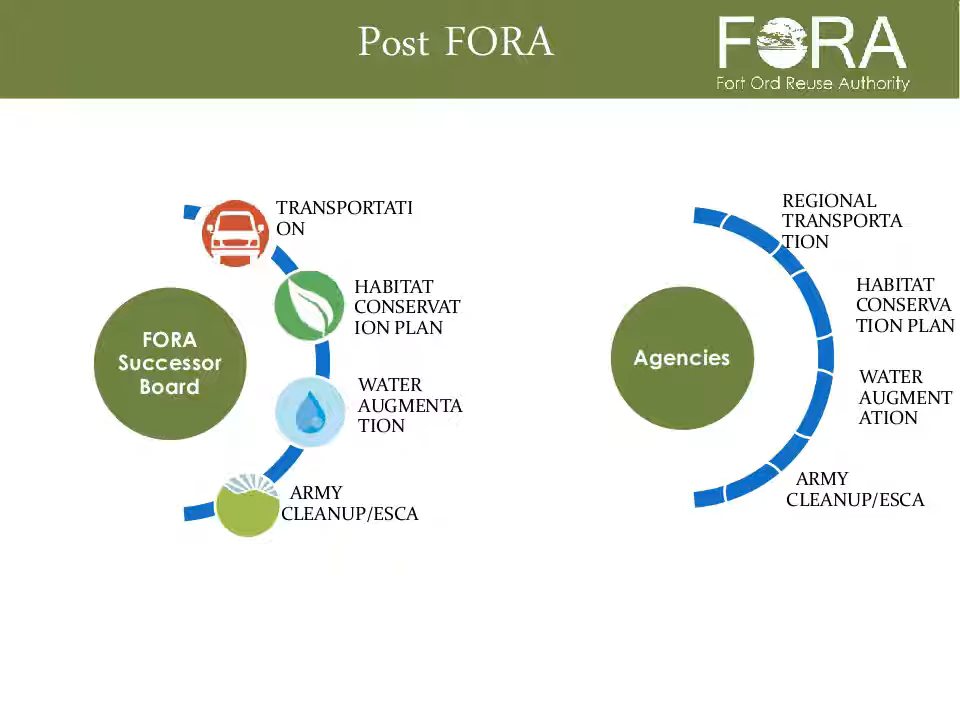 Post FORA
FORA
Fort Ord Reuse Authority
TRANSPORTATI
ON
HABITAT
CONSERVAT
ION PLAN
FORA
Successor
Board
WATER
AUGMENTA
TION
ARMY
CLEANUP/ESCA
REGIONAL
TRANSPORTA
TION
HABITAT
CONSERVA
TION PLAN
Agencies
WATER
AUGMENT
ATION
ARMY
CLEANUP/ESCA